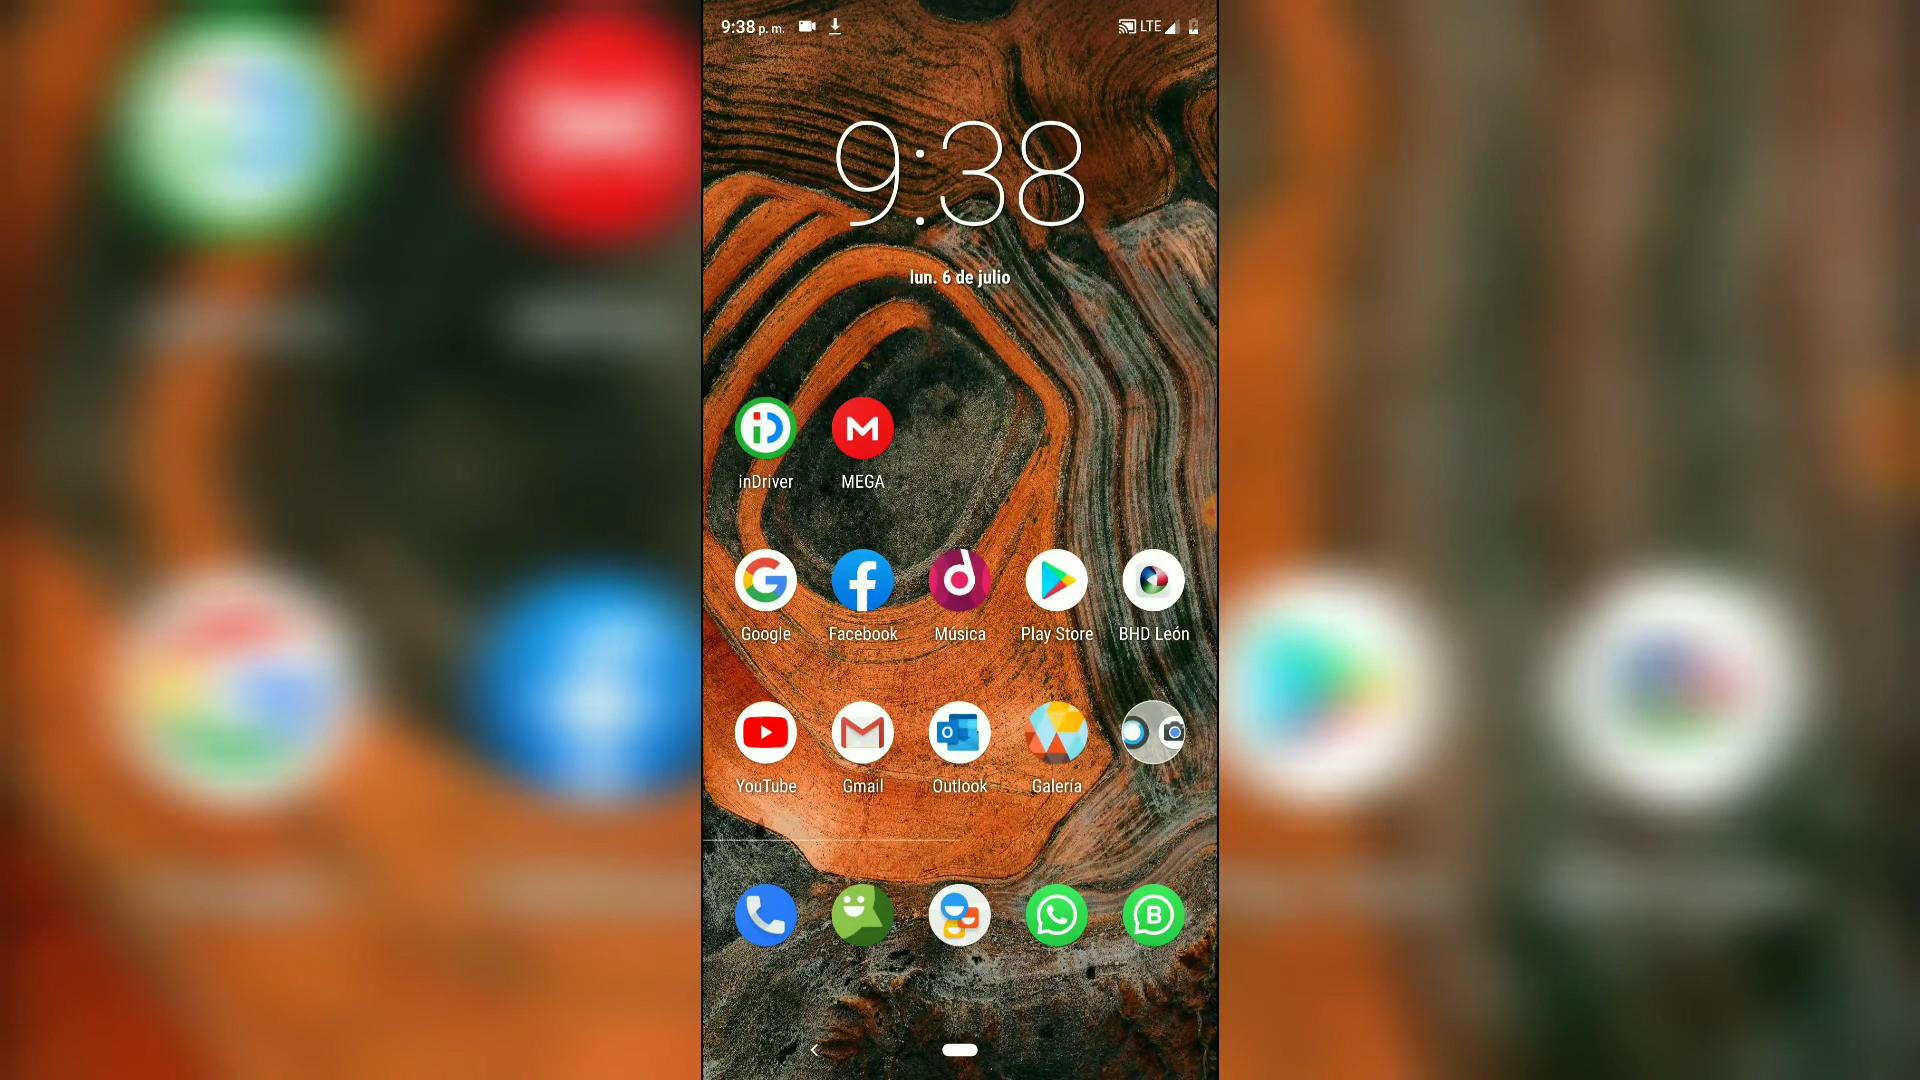 9:38 p. m. LTE
9:38
lun. 6 de julio
inDriver MEGA
Google Facebook Música Play Store BHD León
YouTube Gmail Outlook Galería